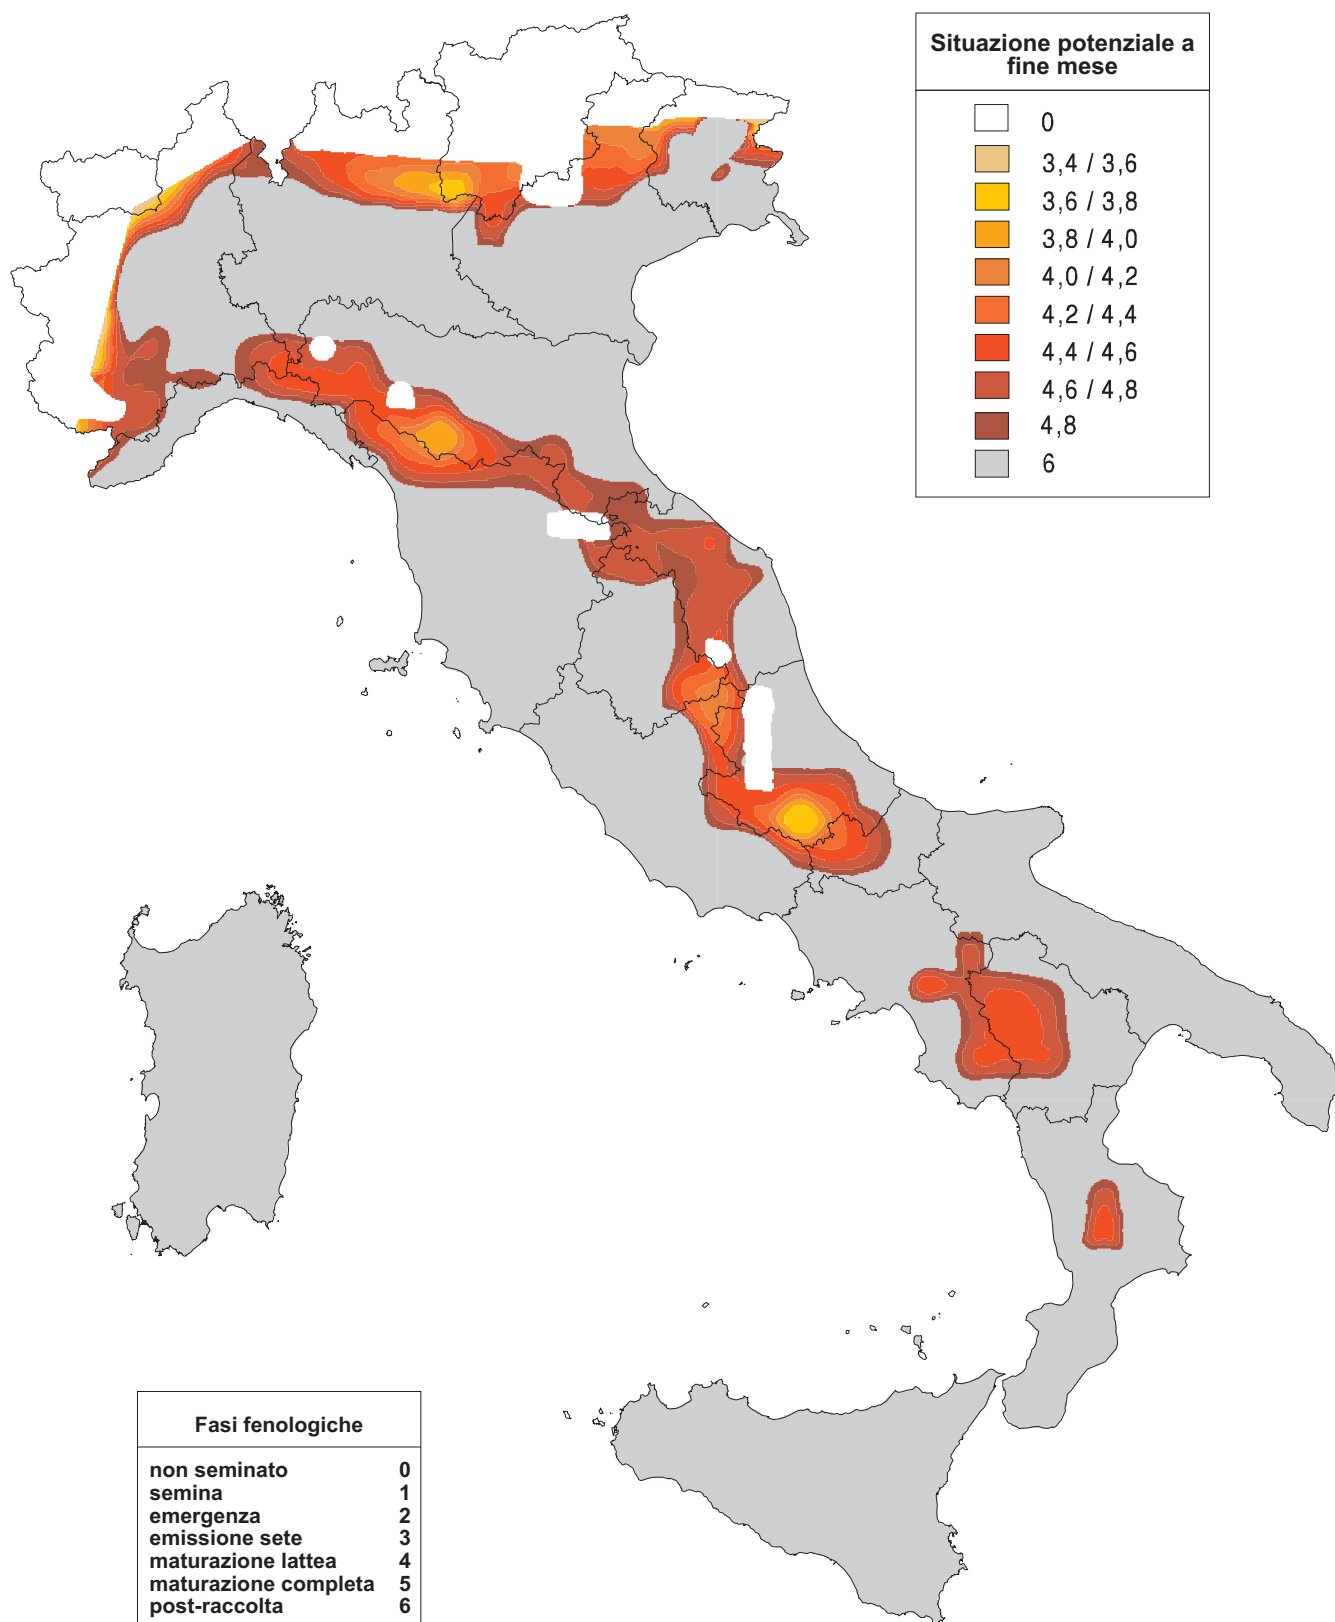 Situazione potenziale a
fine mese
0
3,4 / 3,6
3,6 / 3,8
3,8 / 4,0
4,0 / 4,2
4,2 / 4,4
4,4 / 4,6
4,6 / 4,8
4,8
6
Fasi fenologiche
non seminato 0
semina 1
emergenza 2
emissione sete 3
maturazione lattea 4
maturazione completa 5
post-raccolta 6